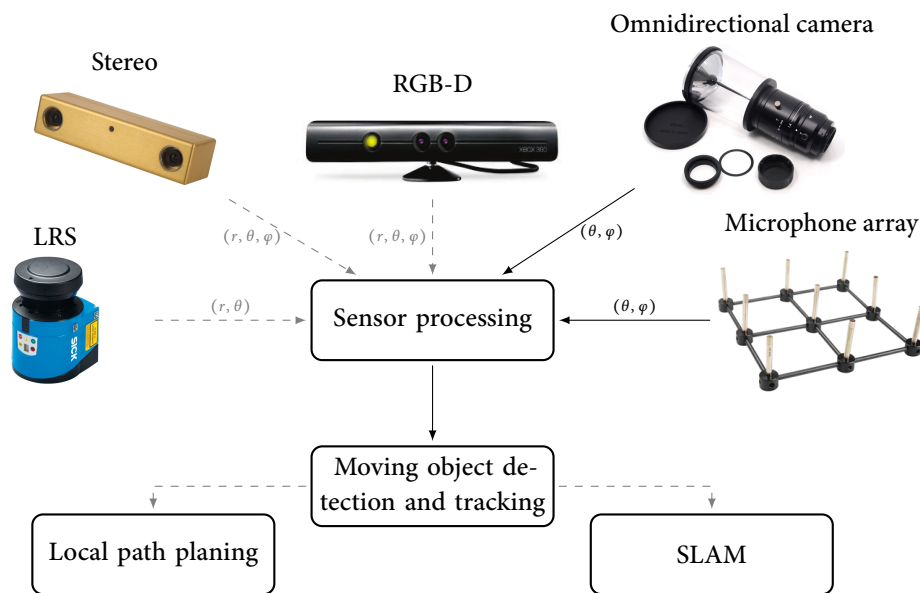 Omnidirectional camera
Stereo
RGB-D
XBOX 360
(r, θ, φ)
(r, θ, φ)
(θ, φ)
LRS
Microphone array
(r, θ)
Sensor processing
(θ, φ)
SICK
Moving object de-
tection and tracking
Local path planing
SLAM